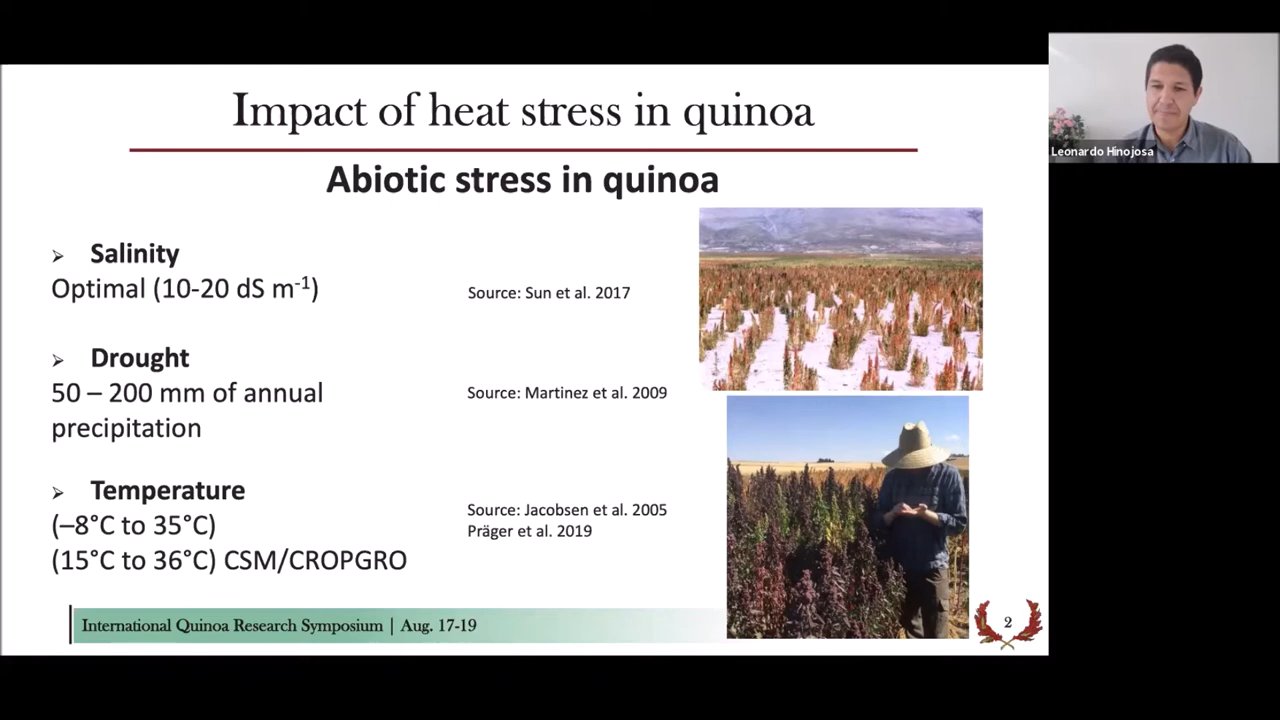 Impact of heat stress in quinoa
Abiotic stress in quinoa
➢ Salinity
Optimal (10-20 dS m⁻¹)
Source: Sun et al. 2017
➢ Drought
50 – 200 mm of annual
precipitation
Source: Martinez et al. 2009
➢ Temperature
(–8°C to 35°C)
(15°C to 36°C) CSM/CROPGRO
Source: Jacobsen et al. 2005
Präger et al. 2019
International Quinoa Research Symposium | Aug. 17-19
2
Leonardo Hinojosa